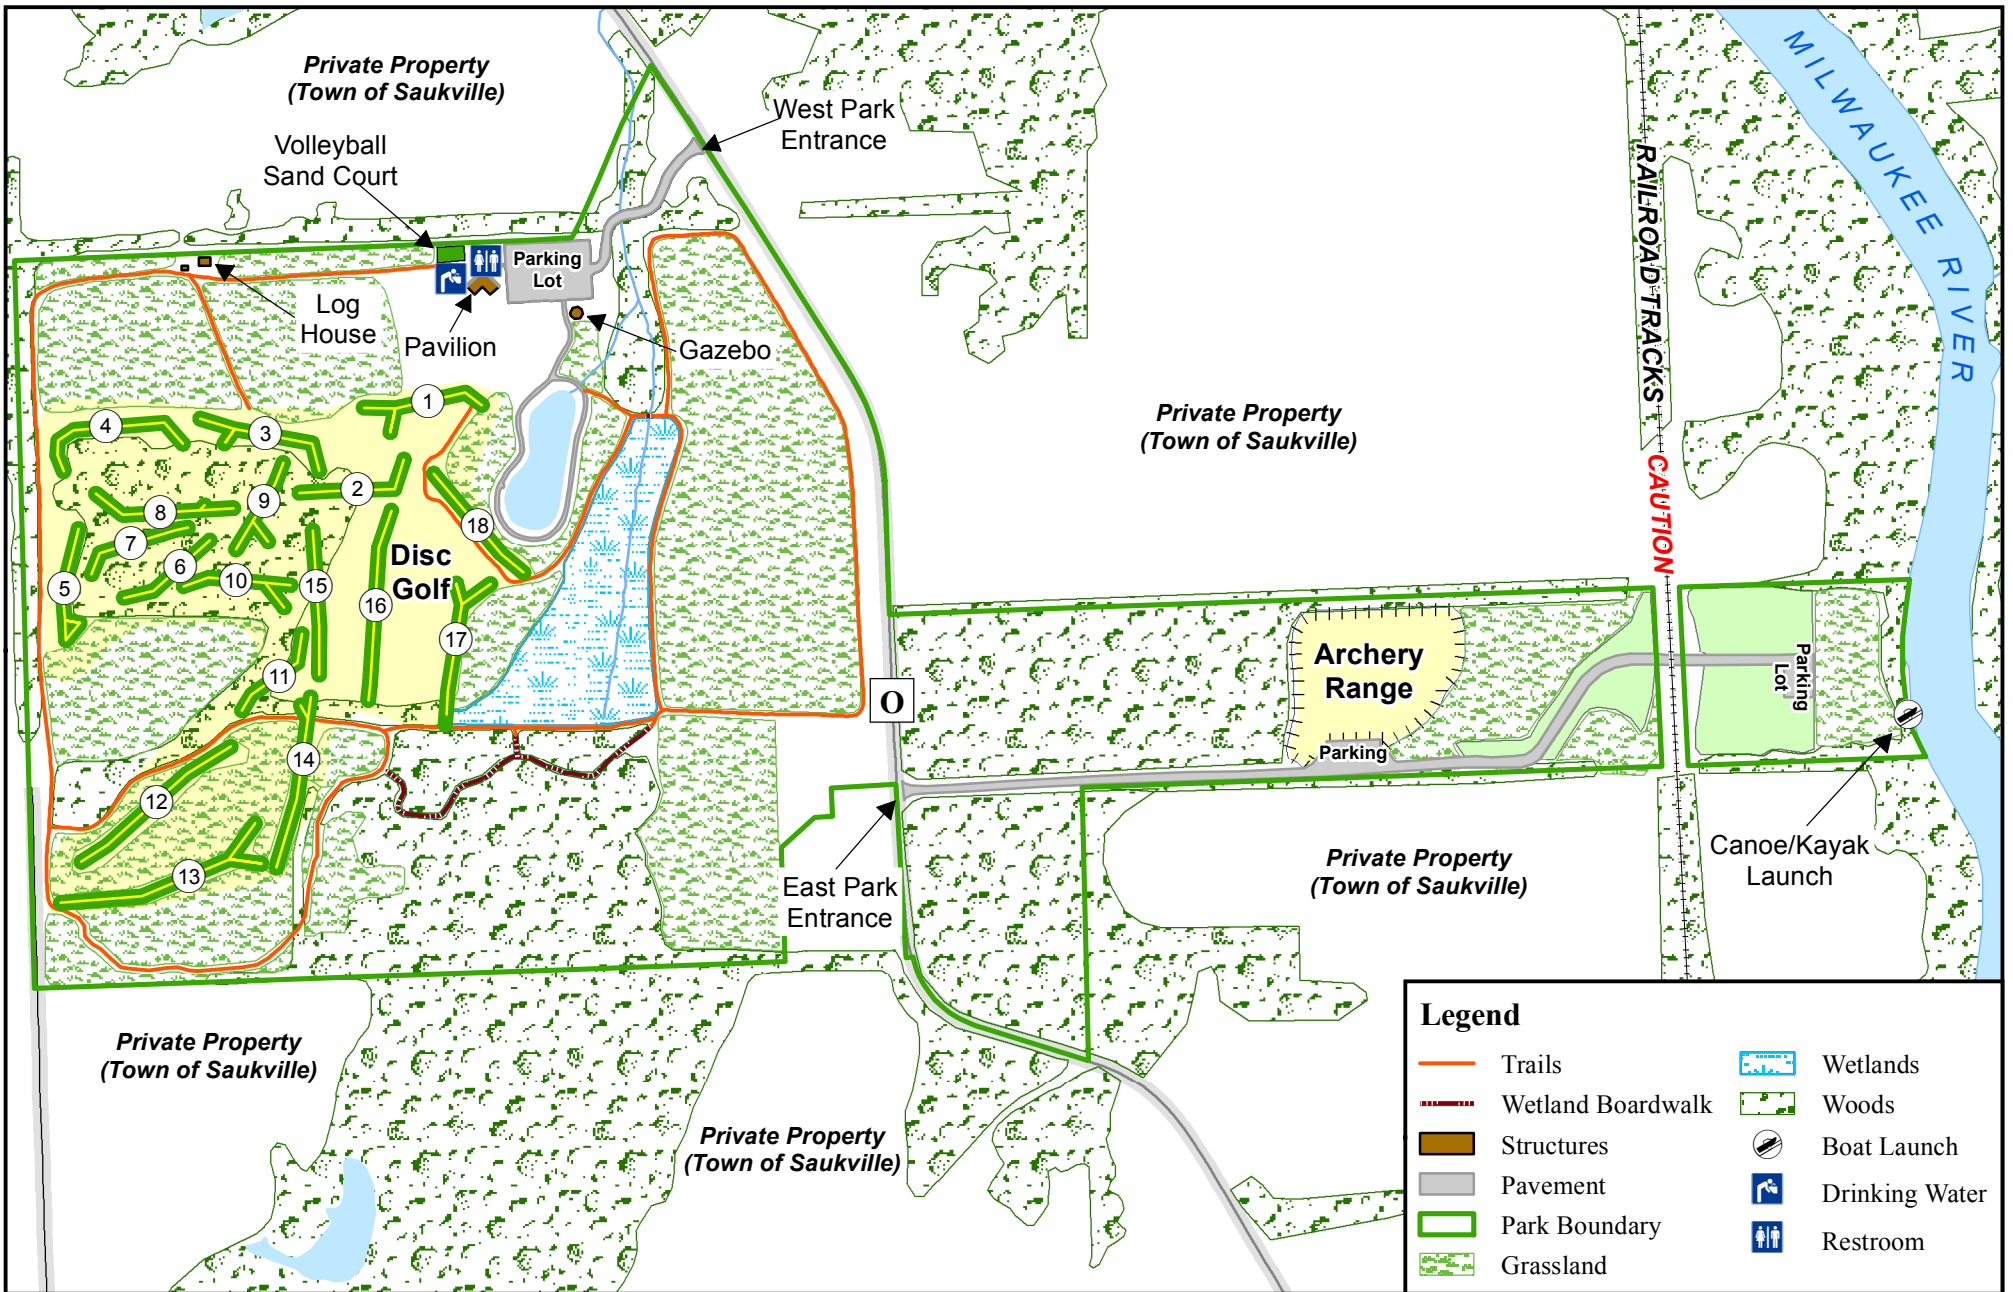 Private Property
(Town of Saukville)
West Park
Entrance
Volleyball
Sand Court
MILWAUKEE RIVER
RAILROAD TRACKS
Parking
Lot
Log
House
Pavilion
Gazebo
Private Property
(Town of Saukville)
CAUTION
1
4
3
2
9
8
18
7
Disc
Golf
6
10
5
15
16
17
11
14
12
13
O
Archery
Range
Parking
Parking
Lot
East Park
Entrance
Canoe/Kayak
Launch
Private Property
(Town of Saukville)
Private Property
(Town of Saukville)
Private Property
(Town of Saukville)
Legend
Trails
Wetland Boardwalk
Structures
Pavement
Park Boundary
Grassland
Wetlands
Woods
Boat Launch
Drinking Water
Restroom